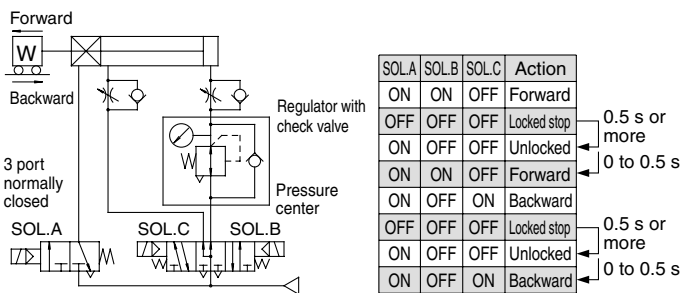 Forward
W
Backward
Regulator with
check valve
3 port
normally
closed
Pressure
center
SOL.A
SOL.C
SOL.B
SOL.A SOL.B SOL.C Action
ON ON OFF Forward
OFF OFF OFF Locked stop
ON OFF OFF Unlocked
ON ON OFF Forward
ON OFF ON Backward
OFF OFF OFF Locked stop
ON OFF OFF Unlocked
ON OFF ON Backward
0.5 s or
more
0 to 0.5 s
0.5 s or
more
0 to 0.5 s